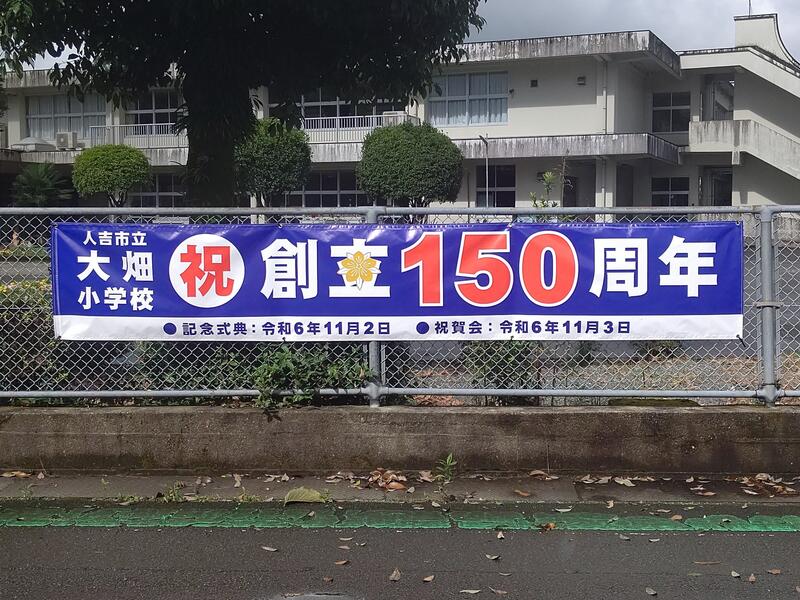 人吉市立
大畑
小学校
祝 創立150周年
●記念式典：令和6年11月2日 ●祝賀会：令和6年11月3日